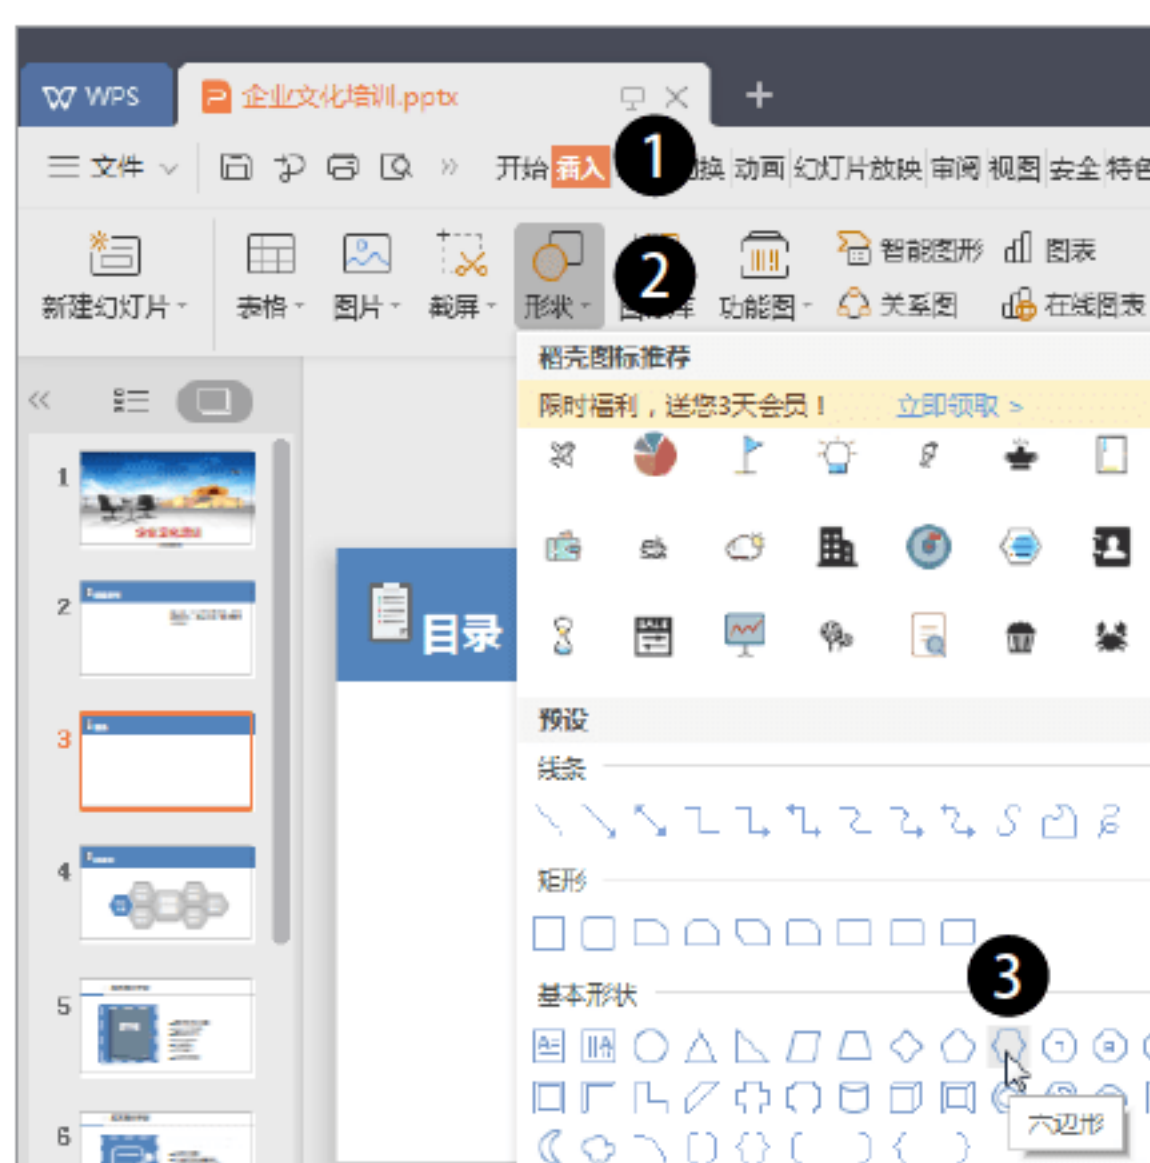 WPS 企业文化培训.pptx
文件 开始 插入 1 换 动画 幻灯片放映 审阅 视图 安全 特色
智能图形 图表
2
新建幻灯片 表格 图片 截屏 形状 功能图 关系图 在线图表
稻壳图标推荐
限时福利，送您3天会员！ 立即领取 >
1
2
3
4
5
6
目录
预设
线条
矩形
3
基本形状
六边形